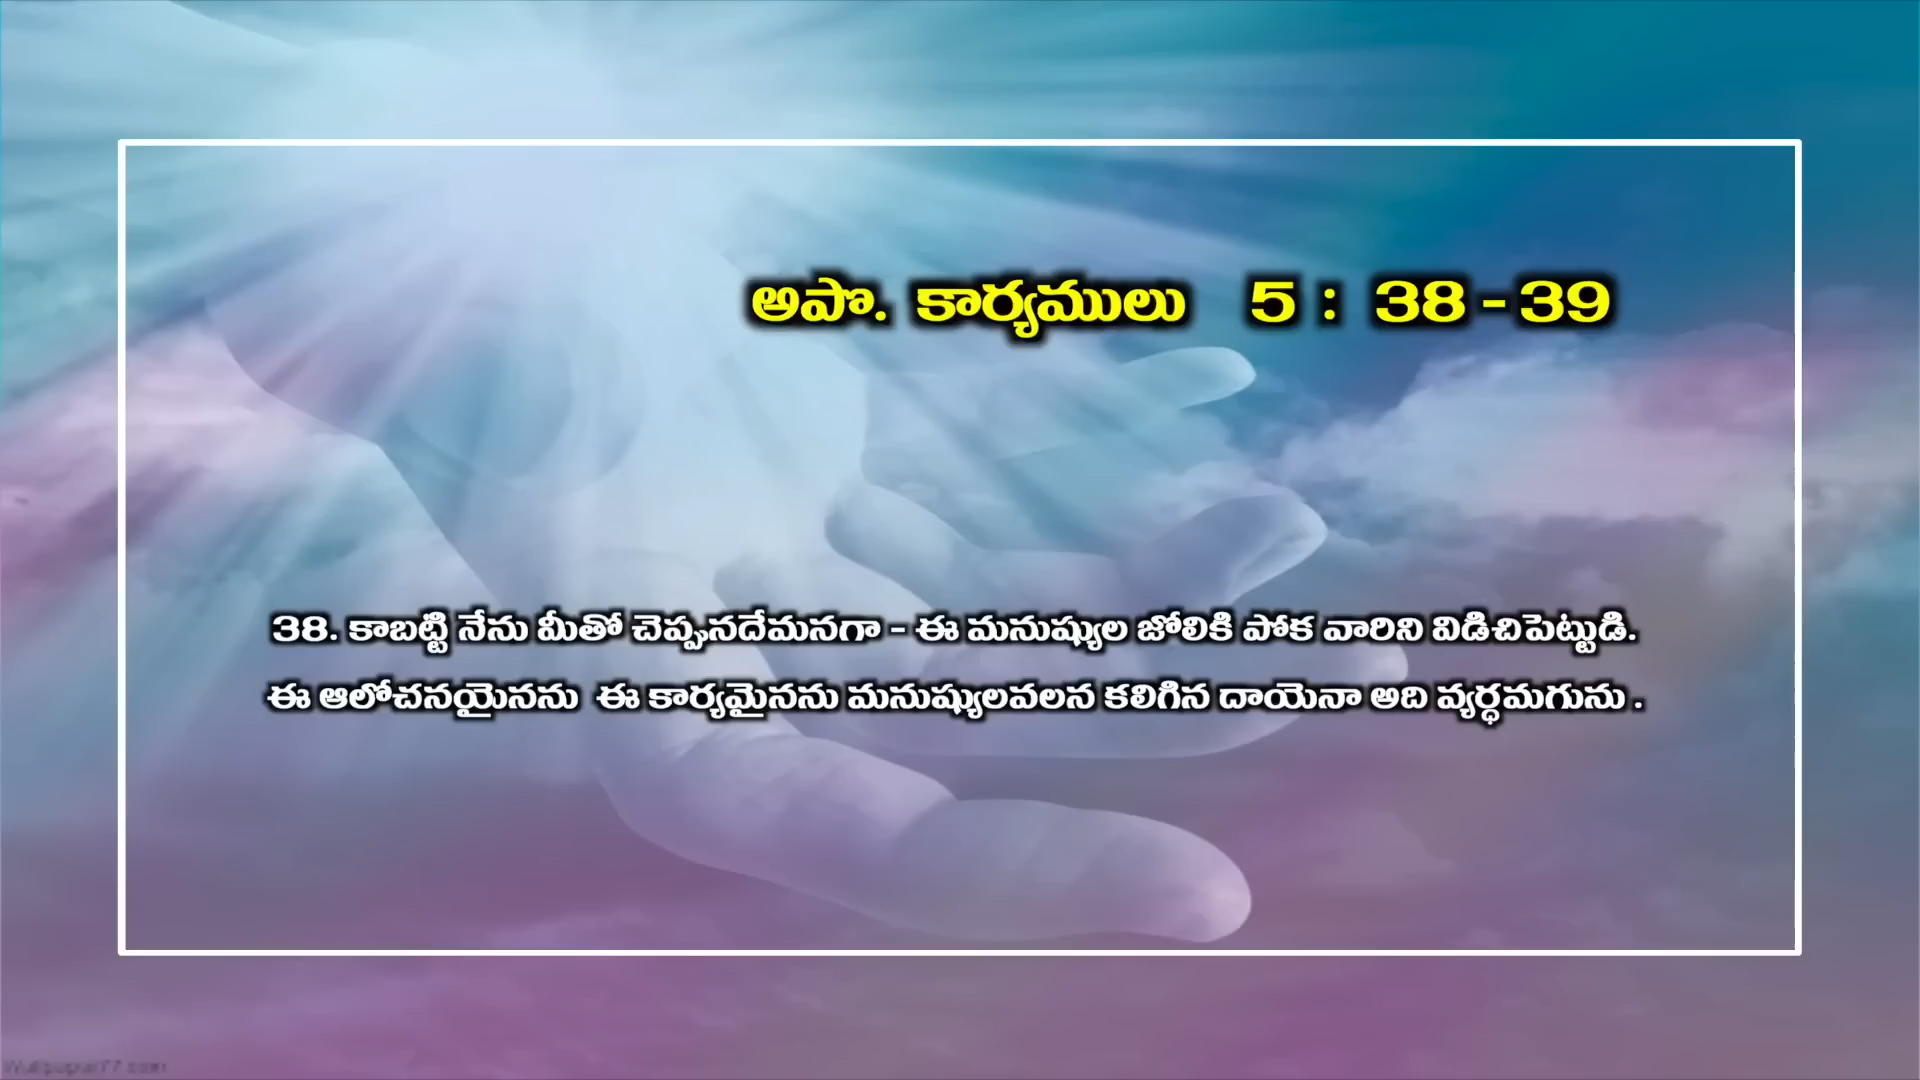 అపొ. కార్యములు 5 : 38 - 39
38. కాబట్టి నేను మీతో చెప్పునదేమనగా - ఈ మనుష్యుల జోలికి పోక వారిని విడిచిపెట్టుడి.
ఈ ఆలోచనయైనను ఈ కార్యమైనను మనుష్యులవలన కలిగిన దాయెనా అది వ్యర్ధమగును .